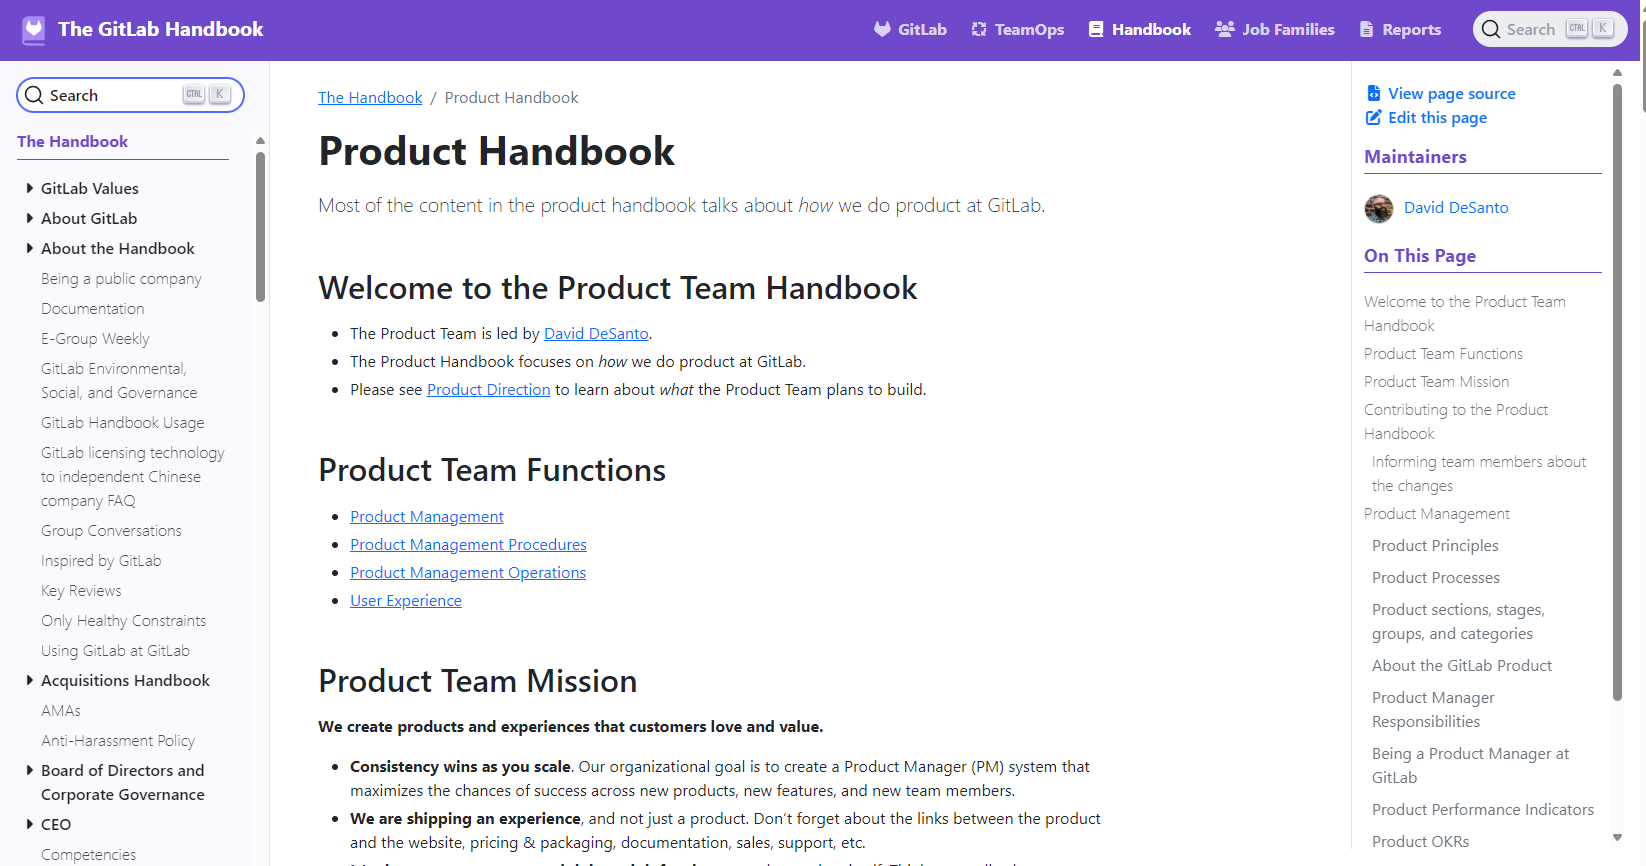 The GitLab Handbook
GitLab
TeamOps
Handbook
Job Families
Reports
Search CTRL K
Search CTRL K
The Handbook
GitLab Values
About GitLab
About the Handbook
Being a public company
Documentation
E-Group Weekly
GitLab Environmental,
Social, and Governance
GitLab Handbook Usage
GitLab licensing technology
to independent Chinese
company FAQ
Group Conversations
Inspired by GitLab
Key Reviews
Only Healthy Constraints
Using GitLab at GitLab
Acquisitions Handbook
AMAs
Anti-Harassment Policy
Board of Directors and
Corporate Governance
CEO
Competencies
The Handbook / Product Handbook
Product Handbook
Most of the content in the product handbook talks about how we do product at GitLab.
Welcome to the Product Team Handbook
• The Product Team is led by David DeSanto.
• The Product Handbook focuses on how we do product at GitLab.
• Please see Product Direction to learn about what the Product Team plans to build.
Product Team Functions
• Product Management
• Product Management Procedures
• Product Management Operations
• User Experience
Product Team Mission
We create products and experiences that customers love and value.
• Consistency wins as you scale. Our organizational goal is to create a Product Manager (PM) system that
maximizes the chances of success across new products, new features, and new team members.
• We are shipping an experience, and not just a product. Don't forget about the links between the product
and the website, pricing & packaging, documentation, sales, support, etc.
View page source
Edit this page
Maintainers
David DeSanto
On This Page
Welcome to the Product Team
Handbook
Product Team Functions
Product Team Mission
Contributing to the Product
Handbook
Informing team members about
the changes
Product Management
Product Principles
Product Processes
Product sections, stages,
groups, and categories
About the GitLab Product
Product Manager
Responsibilities
Being a Product Manager at
GitLab
Product Performance Indicators
Product OKRs